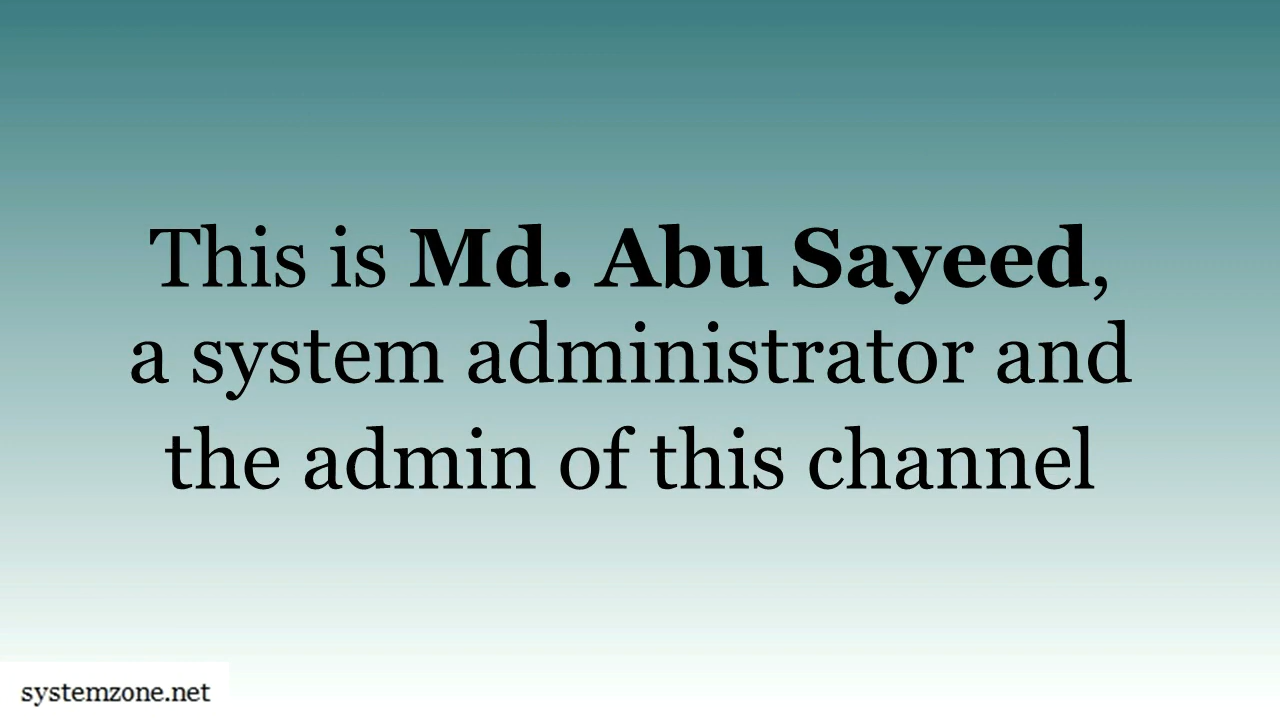 This is Md. Abu Sayeed,
a system administrator and
the admin of this channel
systemzone.net